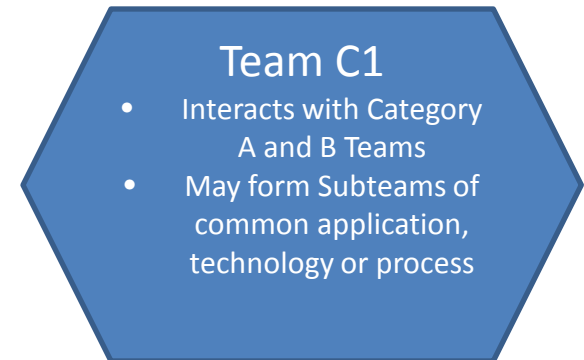 Team C1
• Interacts with Category
A and B Teams
• May form Subteams of
common application,
technology or process